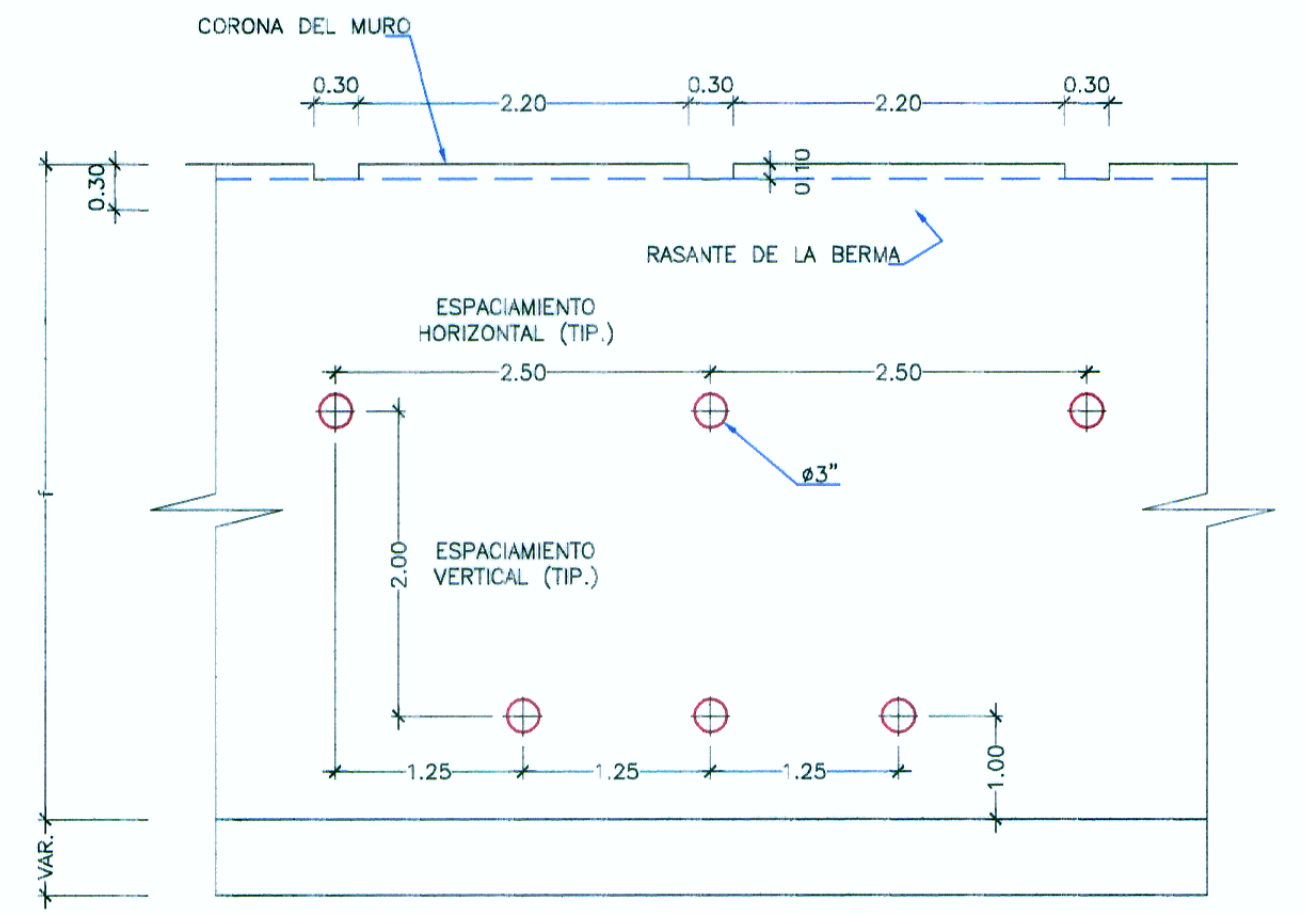 CORONA DEL MURO
0.30
0.30
0.30
2.20
2.20
0.30
0.10
RASANTE DE LA BERMA
ESPACIAMIENTO
HORIZONTAL (TIP.)
2.50
2.50
ø3"
f
2.00
ESPACIAMIENTO
VERTICAL (TIP.)
1.25
1.25
1.25
1.00
VAR.